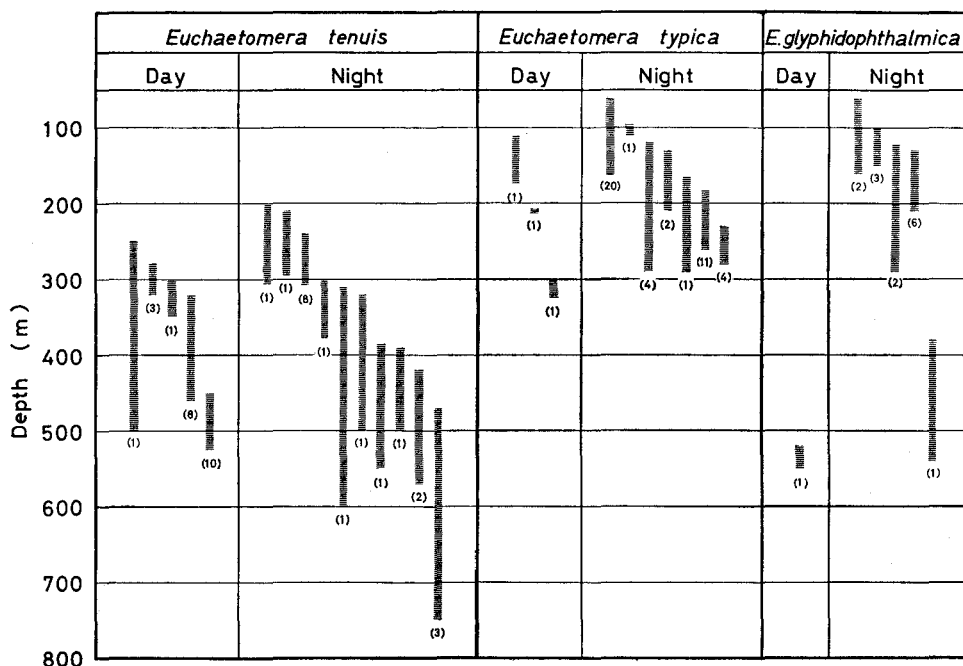 Euchaetomera tenuis Euchaetomera typica E.glyphidophthalmica
Day Night Day Night Day Night
Depth (m)
100
(1)
(20) (2) (3)
200
(1) (1) (2) (6)
(11)
300
(3) (1) (1) (1) (8) (1) (4) (1) (4) (2)
(1)
400
(8)
500
(1) (10) (1) (1) (1) (1) (1)
600
(1) (2)
700
(3)
800